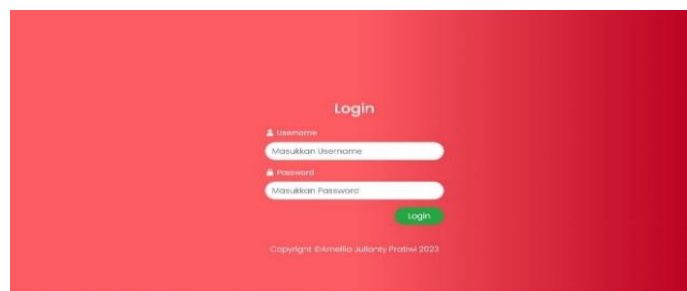 Login
Username
Masukkan Username
Password
Masukkan Password
Login
Copyright ©Amellia Julianty Pratiwi 2023